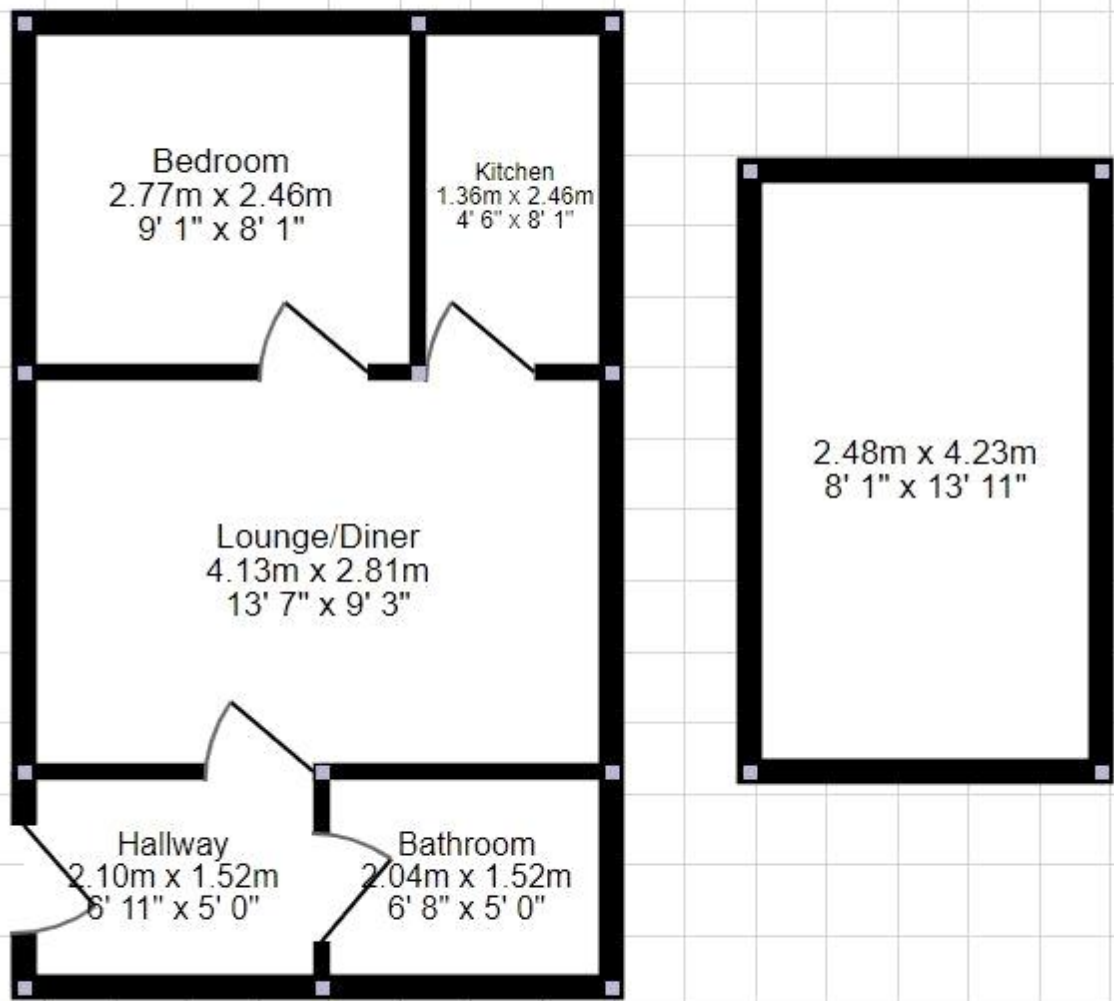 Bedroom
2.77m x 2.46m
9' 1" x 8' 1"
Kitchen
1.36m x 2.46m
4' 6" x 8' 1"
2.48m x 4.23m
8' 1" x 13' 11"
Lounge/Diner
4.13m x 2.81m
13' 7" x 9' 3"
Hallway
2.10m x 1.52m
6' 11" x 5' 0"
Bathroom
2.04m x 1.52m
6' 8" x 5' 0"